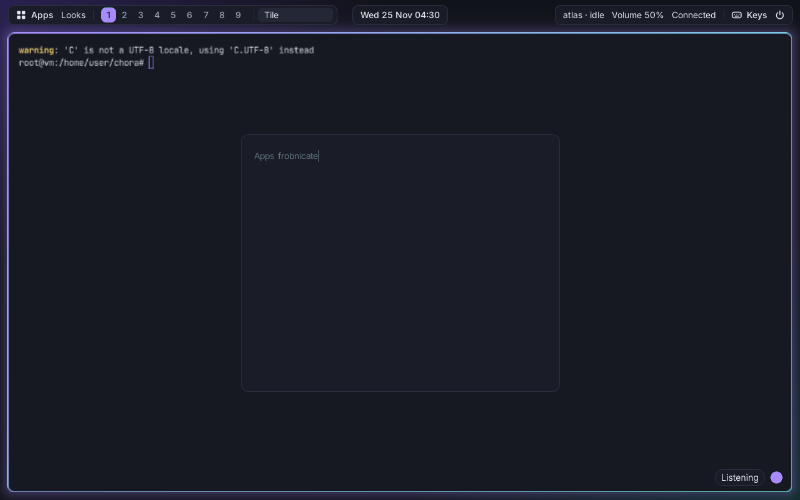 Apps Looks 1 2 3 4 5 6 7 8 9 Tile Wed 25 Nov 04:30 atlas · idle Volume 50% Connected Keys
warning: 'C' is not a UTF-8 locale, using 'C.UTF-8' instead
root@vm:/home/user/chora#
Apps frobnicate
Listening